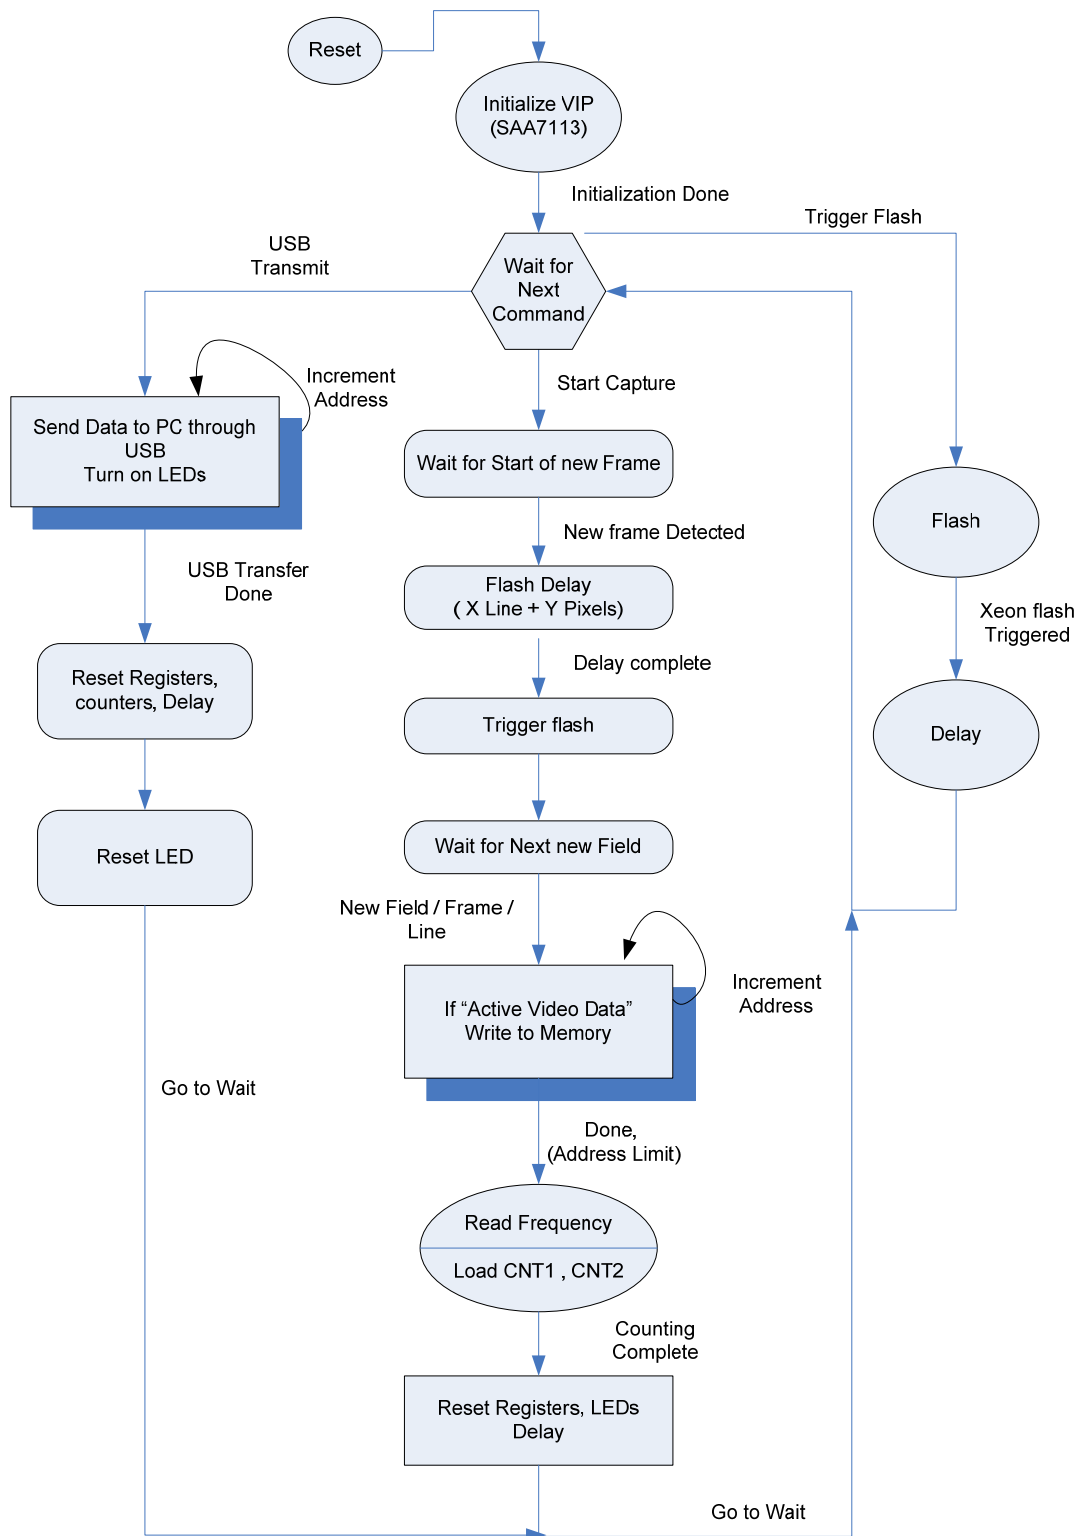 Reset
Initialize VIP
(SAA7113)
Initialization Done
Trigger Flash
USB
Transmit
Wait for
Next
Command
Increment
Address
Start Capture
Send Data to PC through
USB
Turn on LEDs
Wait for Start of new Frame
New frame Detected
Flash
USB Transfer
Done
Flash Delay
( X Line + Y Pixels)
Xeon flash
Triggered
Delay complete
Reset Registers,
counters, Delay
Trigger flash
Delay
Wait for Next new Field
Reset LED
New Field / Frame /
Line
If “Active Video Data”
Write to Memory
Increment
Address
Go to Wait
Done,
(Address Limit)
Read Frequency
Load CNT1 , CNT2
Counting
Complete
Reset Registers, LEDs
Delay
Go to Wait